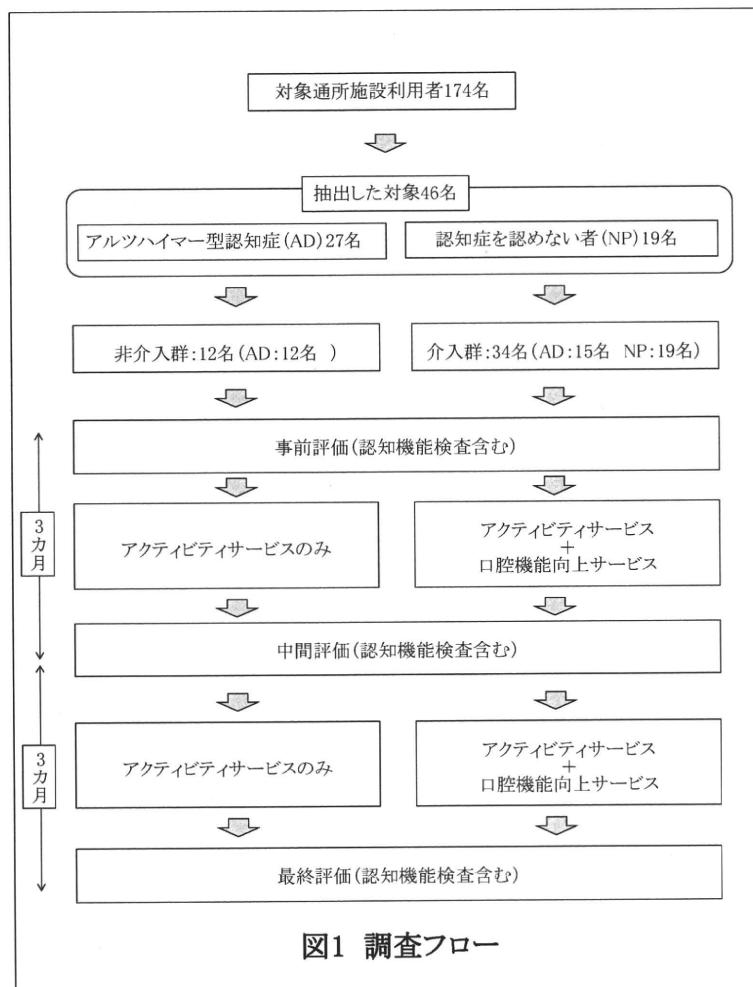 対象通所施設利用者174名
抽出した対象46名
アルツハイマー型認知症(AD)27名
認知症を認めない者(NP)19名
非介入群:12名(AD:12名 )
介入群:34名(AD:15名 NP:19名)
事前評価(認知機能検査含む)
3カ月
アクティビティサービスのみ
アクティビティサービス
+
口腔機能向上サービス
中間評価(認知機能検査含む)
3カ月
アクティビティサービスのみ
アクティビティサービス
+
口腔機能向上サービス
最終評価(認知機能検査含む)
図1 調査フロー